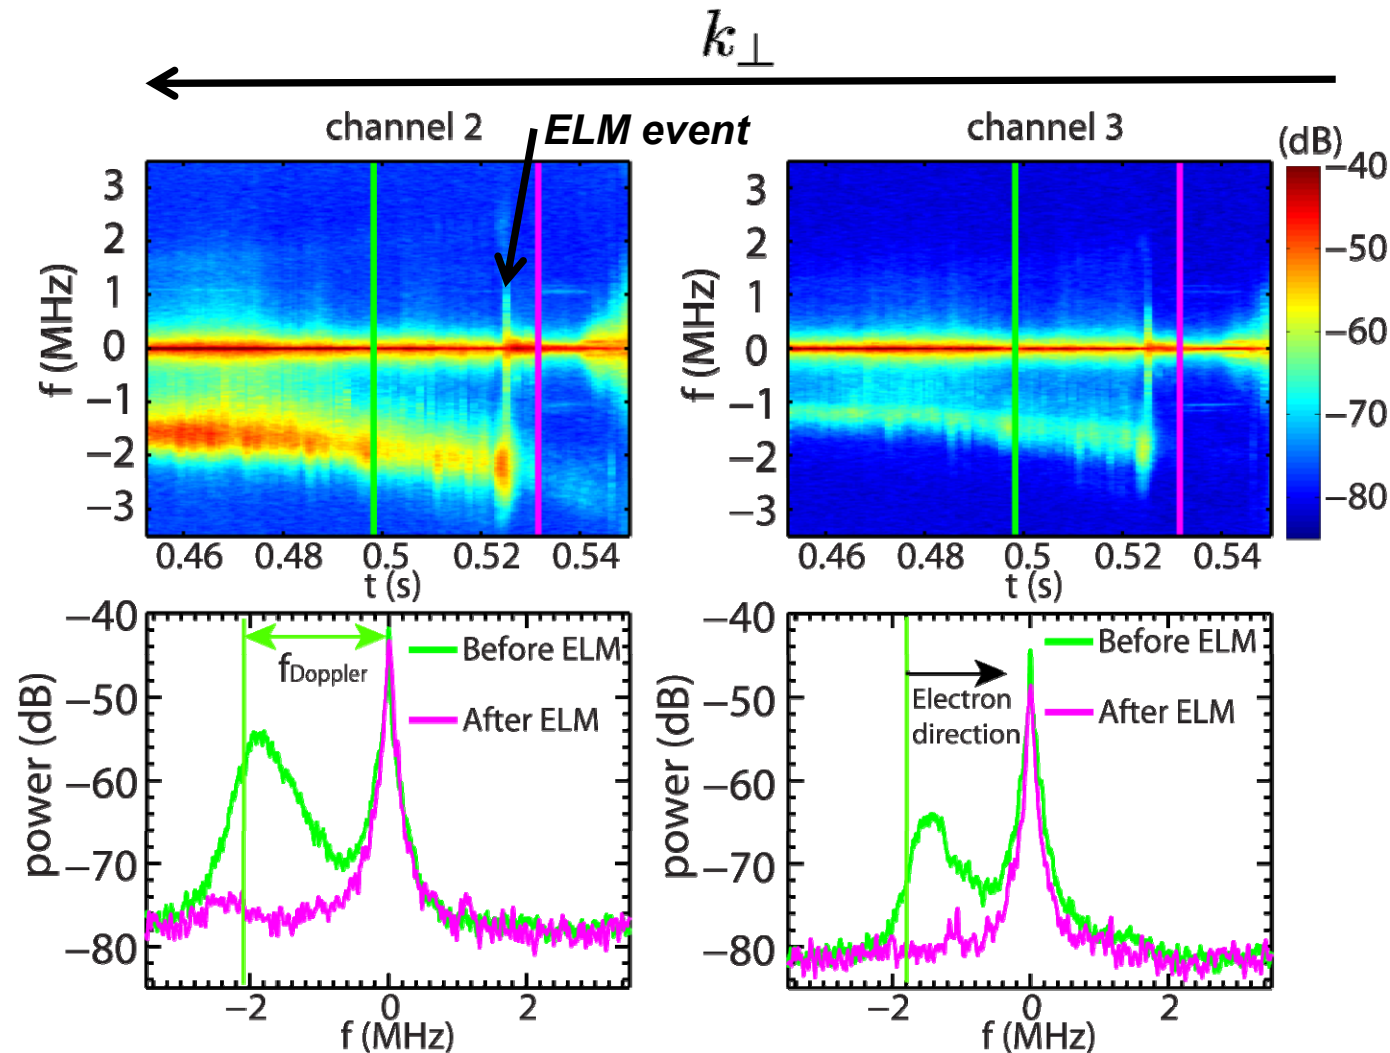 k⊥
channel 2
ELM event
channel 3
(dB)
f (MHz)
3
2
1
0
−1
−2
−3
0.46 0.48 0.5 0.52 0.54
t (s)
f (MHz)
3
2
1
0
−1
−2
−3
0.46 0.48 0.5 0.52 0.54
t (s)
−40
−50
−60
−70
−80
power (dB)
−40
−50
−60
−70
−80
fDoppler
Before ELM
After ELM
−2 0 2
f (MHz)
power (dB)
−40
−50
−60
−70
−80
Electron
direction
Before ELM
After ELM
−2 0 2
f (MHz)